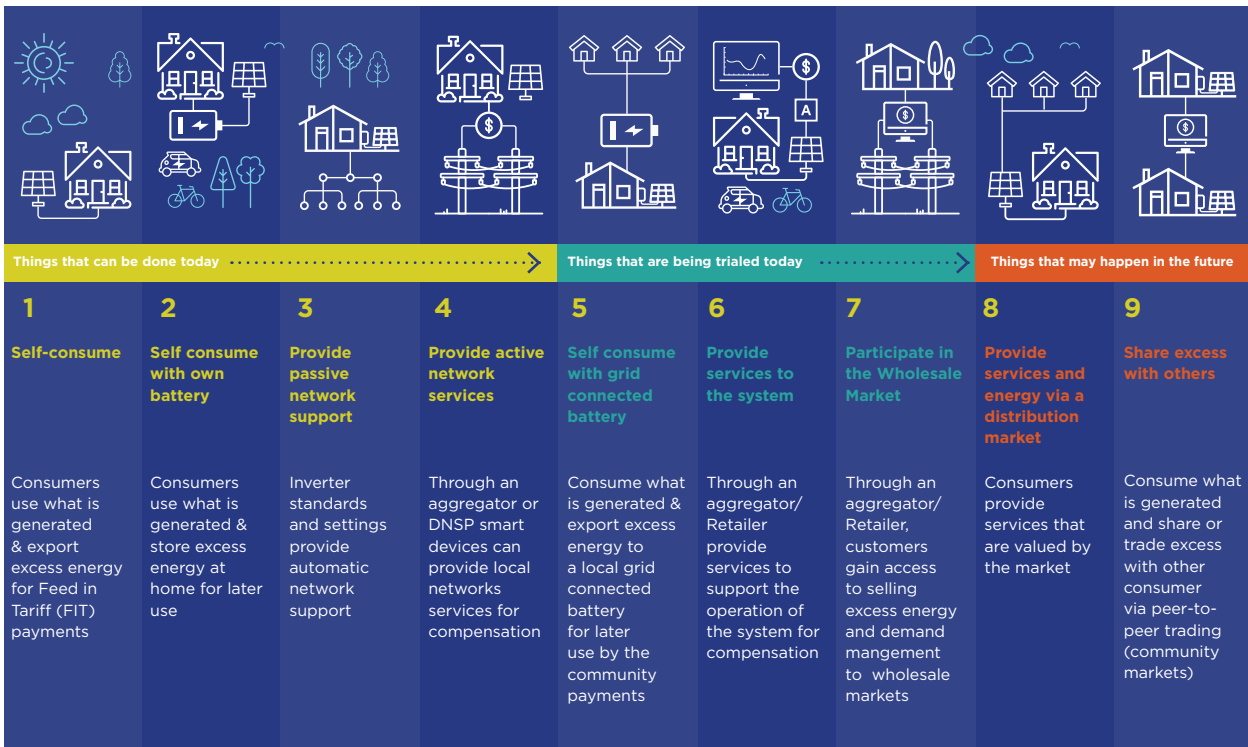 $
$
A
$
$
Things that can be done today
Things that are being trialed today
Things that may happen in the future
1
Self-consume
Consumers
use what is
generated
& export
excess energy
for Feed in
Tariff (FIT)
payments
2
Self consume
with own
battery
Consumers
use what is
generated &
store excess
energy at
home for later
use
3
Provide
passive
network
support
Inverter
standards
and settings
provide
automatic
network
support
4
Provide active
network
services
Through an
aggregator or
DNSP smart
devices can
provide local
networks
services for
compensation
5
Self consume
with grid
connected
battery
Consume what
is generated &
export excess
energy to
a local grid
connected
battery
for later
use by the
community
payments
6
Provide
services to
the system
Through an
aggregator/
Retailer
provide
services to
support the
operation of
the system for
compensation
7
Participate in
the Wholesale
Market
Through an
aggregator/
Retailer,
customers
gain access
to selling
excess energy
and demand
mangement
to wholesale
markets
8
Provide
services and
energy via a
distribution
market
Consumers
provide
services that
are valued by
the market
9
Share excess
with others
Consume what
is generated
and share or
trade excess
with other
consumer
via peer-to-
peer trading
(community
markets)